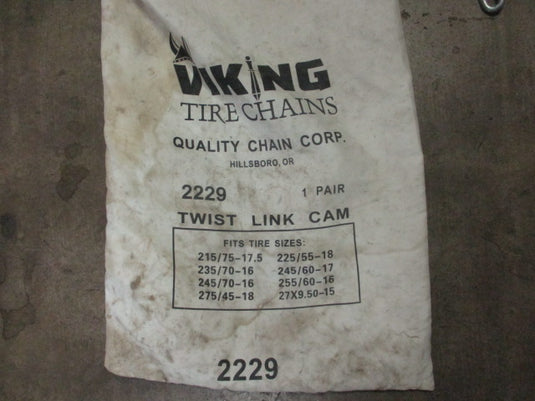 VIKING
TIRE CHAINS
QUALITY CHAIN CORP.
HILLSBORO, OR
2229 1 PAIR
TWIST LINK CAM
FITS TIRE SIZES:
215/75-17.5 225/55-18
235/70-16 245/60-17
245/70-16 255/60-16
275/45-18 27X9.50-15
2229